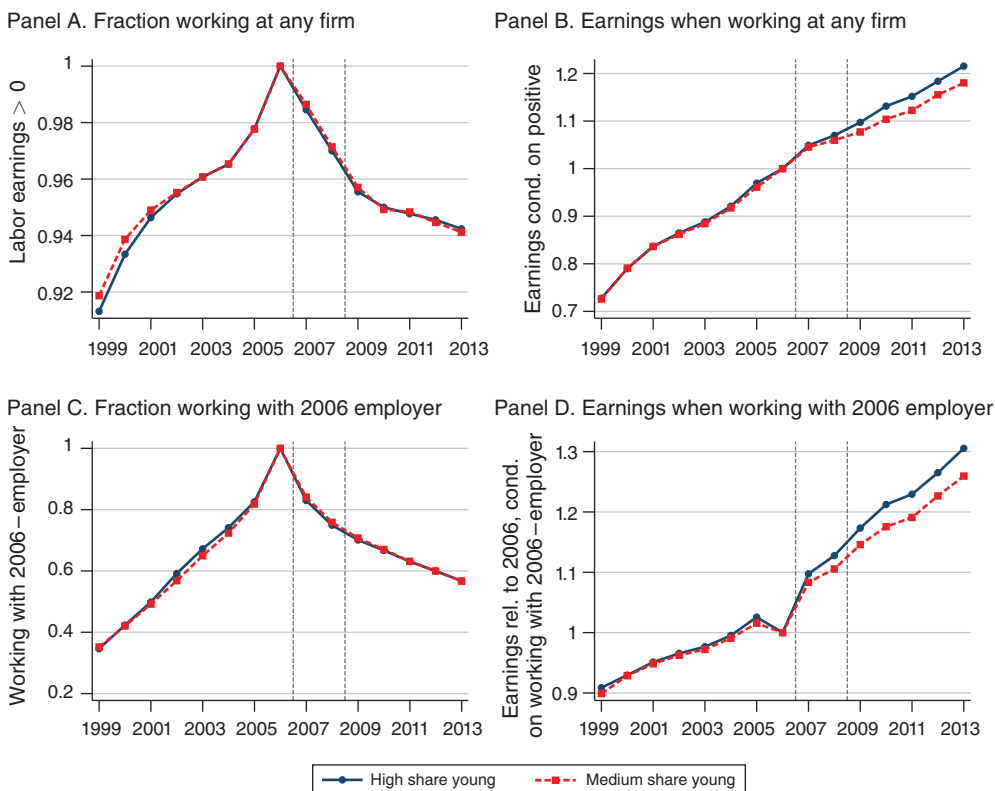 Panel A. Fraction working at any firm
Labor earnings > 0
1
0.98
0.96
0.94
0.92
1999 2001 2003 2005 2007 2009 2011 2013
Panel B. Earnings when working at any firm
Earnings cond. on positive
1.2
1.1
1
0.9
0.8
0.7
1999 2001 2003 2005 2007 2009 2011 2013
Panel C. Fraction working with 2006 employer
Working with 2006–employer
1
0.8
0.6
0.4
0.2
1999 2001 2003 2005 2007 2009 2011 2013
Panel D. Earnings when working with 2006 employer
Earnings rel. to 2006, cond.
on working with 2006–employer
1.3
1.2
1.1
1
0.9
1999 2001 2003 2005 2007 2009 2011 2013
High share young
Medium share young